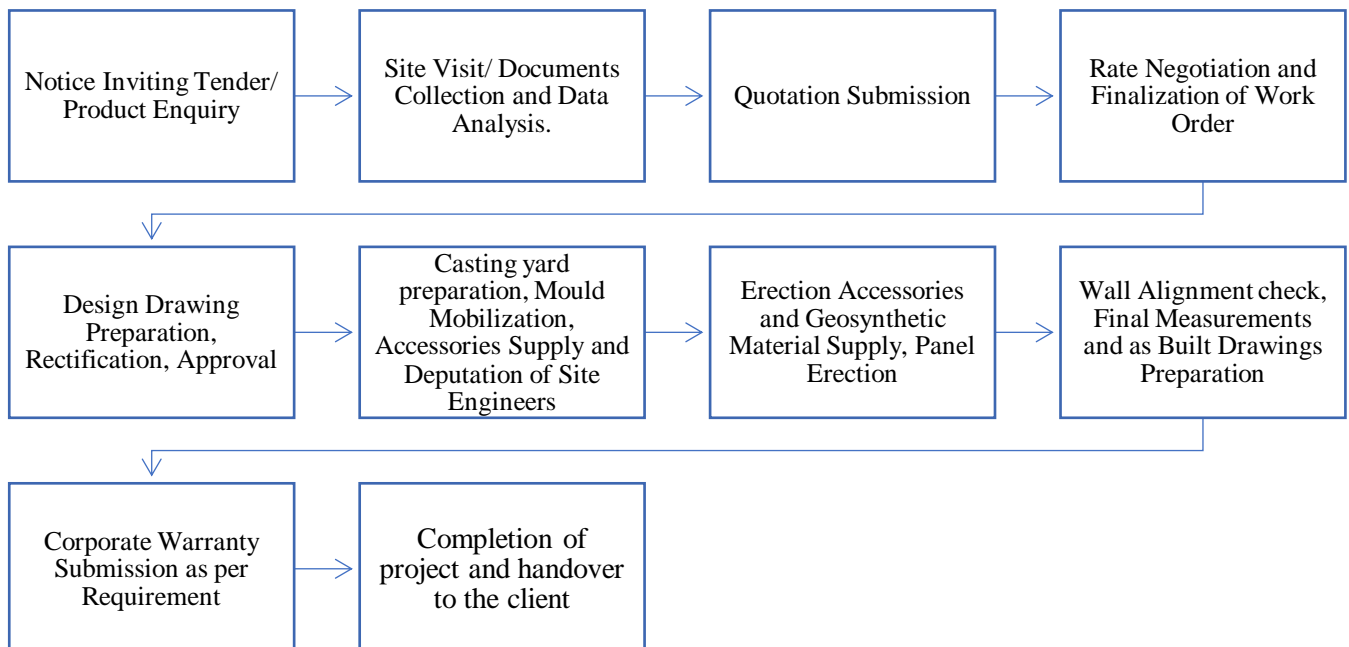 Notice Inviting Tender/
Product Enquiry
Site Visit/ Documents
Collection and Data
Analysis.
Quotation Submission
Rate Negotiation and
Finalization of Work
Order
Design Drawing
Preparation,
Rectification, Approval
Casting yard
preparation, Mould
Mobilization,
Accessories Supply and
Deputation of Site
Engineers
Erection Accessories
and Geosynthetic
Material Supply, Panel
Erection
Wall Alignment check,
Final Measurements
and as Built Drawings
Preparation
Corporate Warranty
Submission as per
Requirement
Completion of
project and handover
to the client